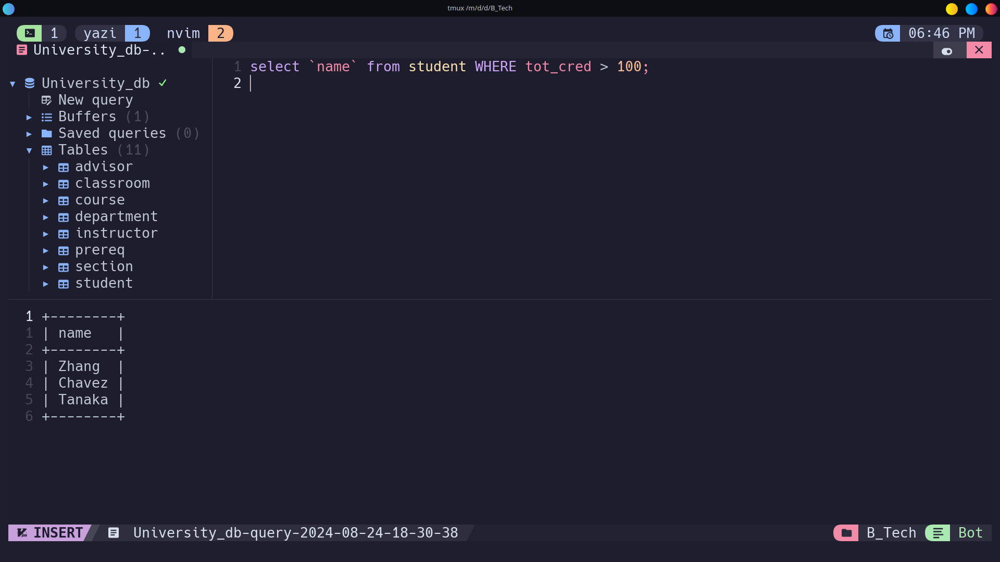 tmux /m/d/d/B_Tech
1 yazi 1 nvim 2 06:46 PM
University_db-..
University_db
New query
Buffers (1)
Saved queries (0)
Tables (11)
advisor
classroom
course
department
instructor
prereq
section
student
1 select `name` from student WHERE tot_cred > 100;
2
1 +--------+
1 | name   |
2 +--------+
3 | Zhang  |
4 | Chavez |
5 | Tanaka |
6 +--------+
INSERT University_db-query-2024-08-24-18-30-38 B_Tech Bot